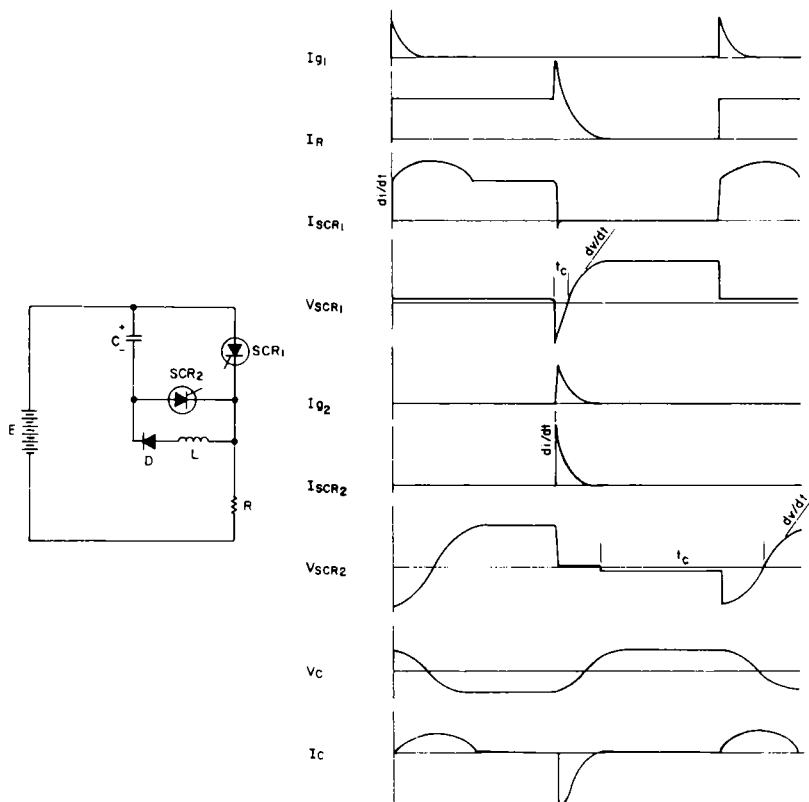 Ig1
IR
di/dt
ISCR1
tc
dv/dt
VSCR1
C
+
-
SCR1
SCR2
E
D
L
R
Ig2
di/dt
ISCR2
dv/dt
tc
VSCR2
VC
IC